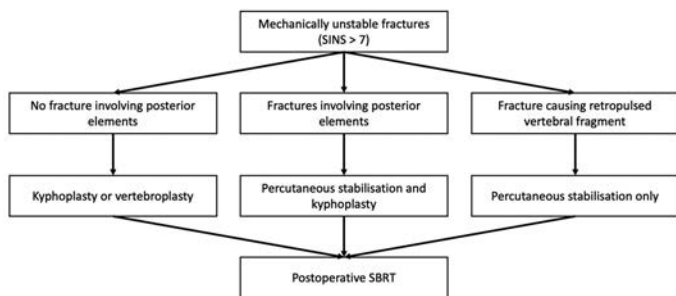 Mechanically unstable fractures
(SINS > 7)
No fracture involving posterior
elements
Fractures involving posterior
elements
Fracture causing retropulsed
vertebral fragment
Kyphoplasty or vertebroplasty
Percutaneous stabilisation and
kyphoplasty
Percutaneous stabilisation only
Postoperative SBRT